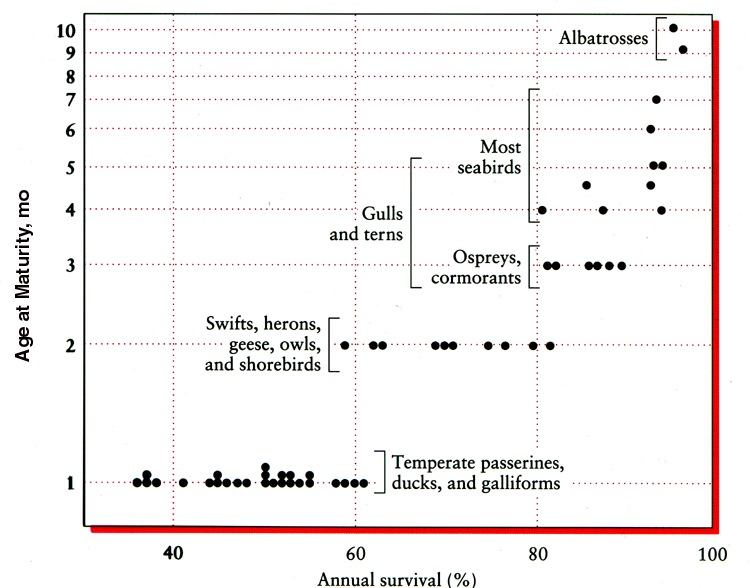 10
9
8
7
6
5
4
3
2
1
Age at Maturity, mo
Albatrosses
Most
seabirds
Gulls
and terns
Ospreys,
cormorants
Swifts, herons,
geese, owls,
and shorebirds
Temperate passerines,
ducks, and galliforms
40
60
80
100
Annual survival (%)